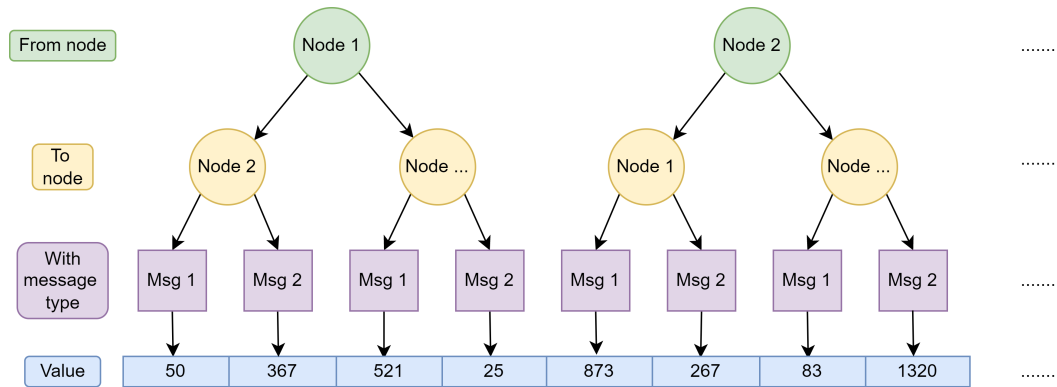 From node
Node 1
Node 2
.......
To
node
Node 2
Node ...
Node 1
Node ...
.......
With
message
type
Msg 1
Msg 2
Msg 1
Msg 2
Msg 1
Msg 2
Msg 1
Msg 2
.......
Value
50
367
521
25
873
267
83
1320
.......